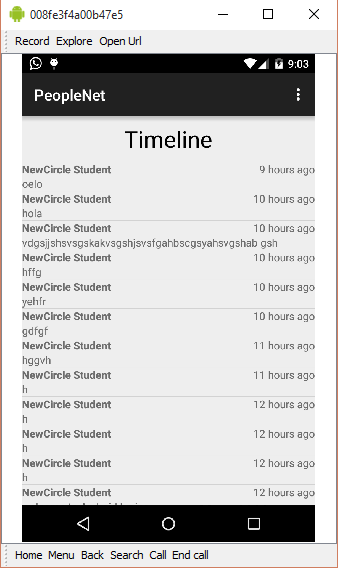 008fe3f4a00b47e5
Record Explore Open Url
9:03
PeopleNet
Timeline
NewCircle Student 9 hours ago
oelo
NewCircle Student 10 hours ago
hola
NewCircle Student 10 hours ago
vdgsjjshsvsgskakvsgshjsvsfgahbscgsyahsvgshab gsh
NewCircle Student 10 hours ago
hffg
NewCircle Student 10 hours ago
yehfr
NewCircle Student 10 hours ago
gdfgf
NewCircle Student 11 hours ago
hggvh
NewCircle Student 11 hours ago
h
NewCircle Student 12 hours ago
h
NewCircle Student 12 hours ago
h
NewCircle Student 12 hours ago
h
NewCircle Student 12 hours ago
Home Menu Back Search Call End call